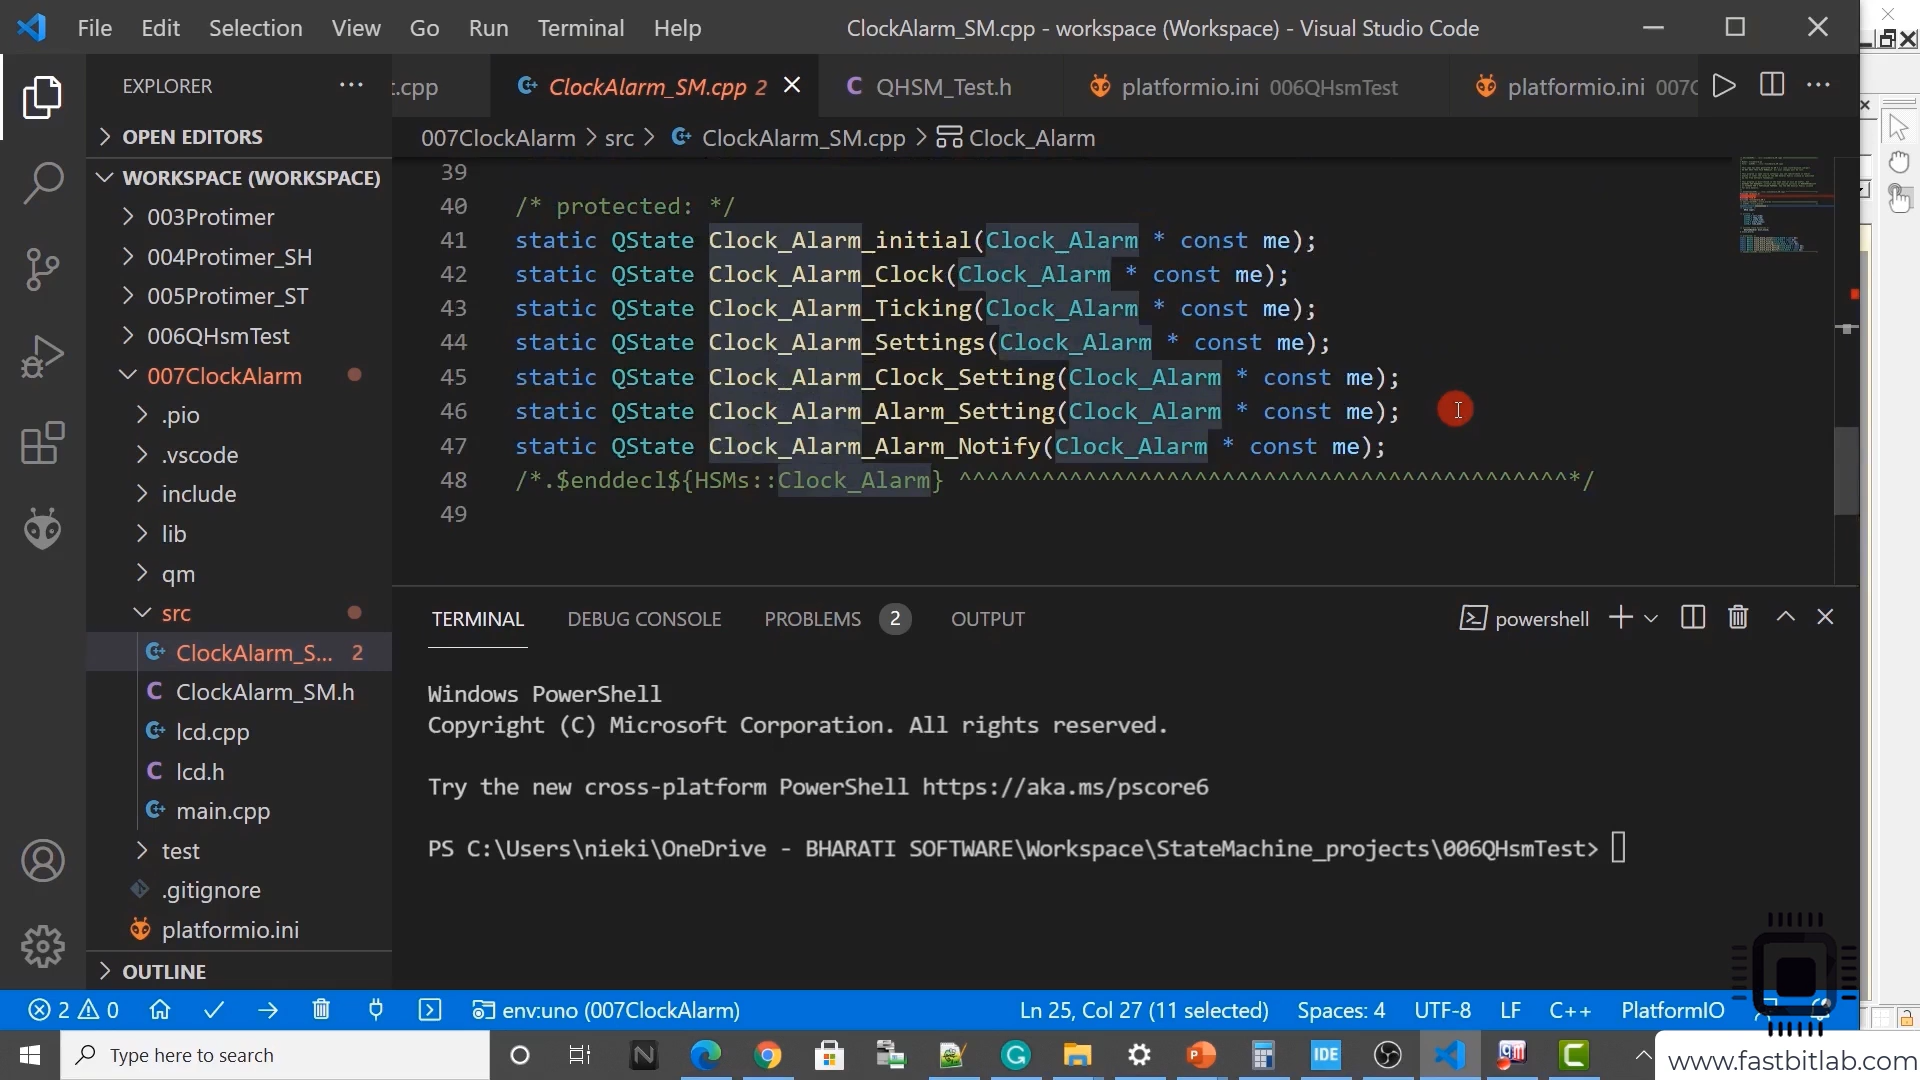 File Edit Selection View Go Run Terminal Help
ClockAlarm_SM.cpp - workspace (Workspace) - Visual Studio Code
EXPLORER
t.cpp
ClockAlarm_SM.cpp 2
QHSM_Test.h
platformio.ini 006QHsmTest
platformio.ini 007C
007ClockAlarm > src > ClockAlarm_SM.cpp > Clock_Alarm
OPEN EDITORS
WORKSPACE (WORKSPACE)
003Protimer
004Protimer_SH
005Protimer_ST
006QHsmTest
007ClockAlarm
.pio
.vscode
include
lib
qm
src
ClockAlarm_S... 2
ClockAlarm_SM.h
lcd.cpp
lcd.h
main.cpp
test
.gitignore
platformio.ini
OUTLINE
39
40 /* protected: */
41 static QState Clock_Alarm_initial(Clock_Alarm * const me);
42 static QState Clock_Alarm_Clock(Clock_Alarm * const me);
43 static QState Clock_Alarm_Ticking(Clock_Alarm * const me);
44 static QState Clock_Alarm_Settings(Clock_Alarm * const me);
45 static QState Clock_Alarm_Clock_Setting(Clock_Alarm * const me);
46 static QState Clock_Alarm_Alarm_Setting(Clock_Alarm * const me);
47 static QState Clock_Alarm_Alarm_Notify(Clock_Alarm * const me);
48 /*.$enddecl${HSMs::Clock_Alarm} ^^^^^^^^^^^^^^^^^^^^^^^^^^^^^^^^^^^^^^^^^^^^*/
49
TERMINAL DEBUG CONSOLE PROBLEMS 2 OUTPUT
powershell
Windows PowerShell
Copyright (C) Microsoft Corporation. All rights reserved.
Try the new cross-platform PowerShell https://aka.ms/pscore6
PS C:\Users\nieki\OneDrive - BHARATI SOFTWARE\Workspace\StateMachine_projects\006QHsmTest>
2 0
env:uno (007ClockAlarm)
Ln 25, Col 27 (11 selected) Spaces: 4 UTF-8 LF C++ PlatformIO
Type here to search
IDE
qm
www.fastbitlab.com